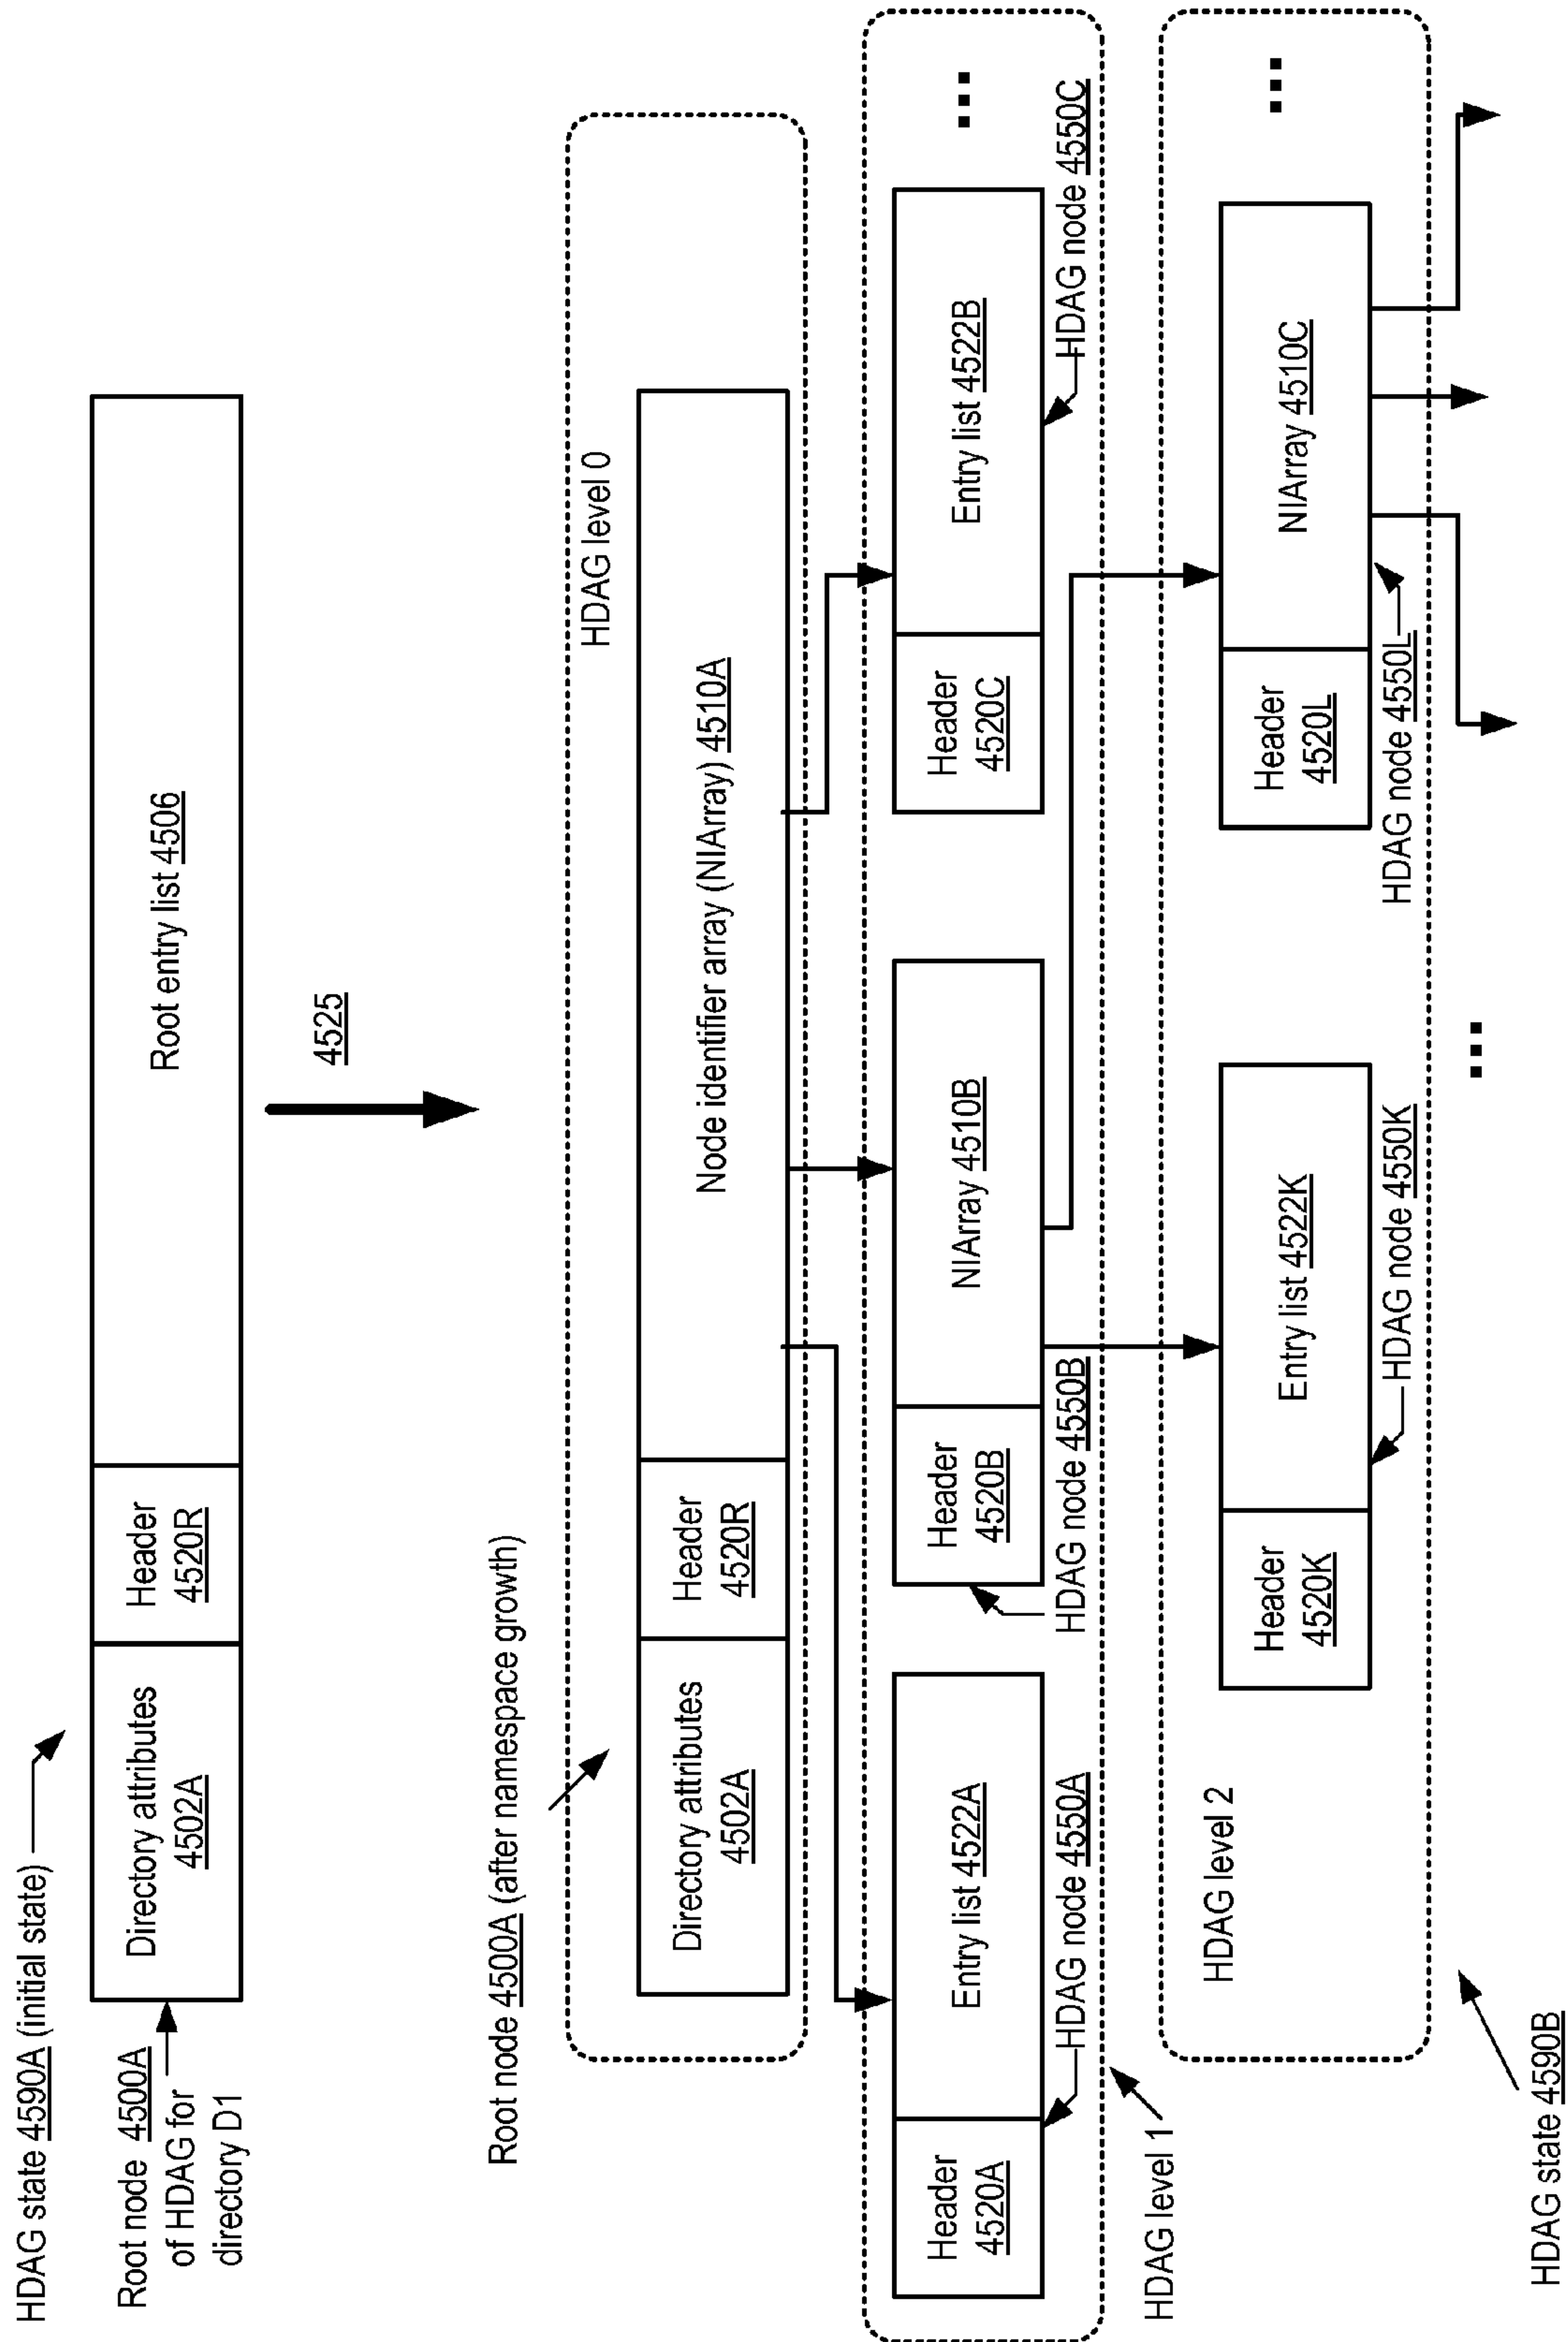 HDAG state 4590A (initial state)
Root node 4500A
of HDAG for
directory D1
Directory attributes
4502A
Header
4520R
Root entry list 4506
4525
Root node 4500A (after namespace growth)
HDAG level 0
Directory attributes
4502A
Header
4520R
Node identifier array (NIArray) 4510A
Header
4520A
Entry list 4522A
HDAG node 4550A
Header
4520B
NIArray 4510B
HDAG node 4550B
Header
4520C
Entry list 4522B
HDAG node 4550C
...
HDAG level 1
HDAG level 2
Header
4520K
Entry list 4522K
HDAG node 4550K
Header
4520L
NIArray 4510C
HDAG node 4550L
...
...
HDAG state 4590B